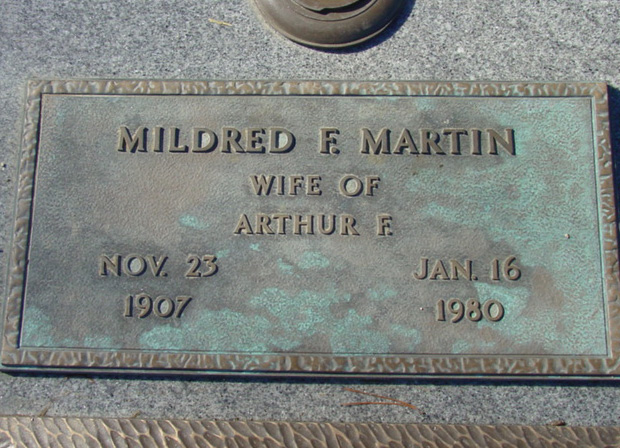 MILDRED F. MARTIN
WIFE OF
ARTHUR F.
NOV. 23 JAN. 16
1907 1980